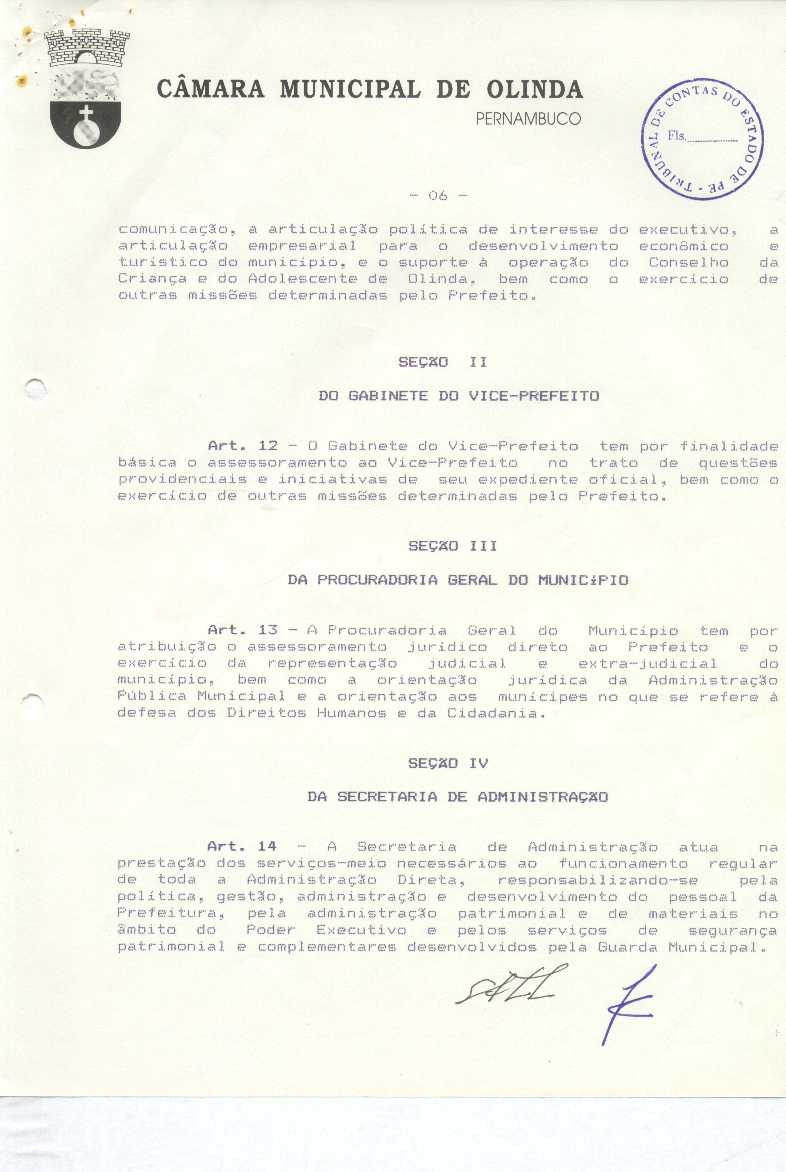 CÂMARA MUNICIPAL DE OLINDA
PERNAMBUCO
TRIBUNAL DE CONTAS DO ESTADO DE PE -
Fls.
- 06 -
comunicação, a articulação política de interesse do executivo, a
articulação empresarial para o desenvolvimento econômico e
turístico do município, e o suporte à operação do Conselho da
Criança e do Adolescente de Olinda, bem como o exercício de
outras missões determinadas pelo Prefeito.
SEÇÃO II
DO GABINETE DO VICE-PREFEITO
Art. 12 - O Gabinete do Vice-Prefeito tem por finalidade
básica o assessoramento ao Vice-Prefeito no trato de questões
providenciais e iniciativas de seu expediente oficial, bem como o
exercício de outras missões determinadas pelo Prefeito.
SEÇÃO III
DA PROCURADORIA GERAL DO MUNICíPIO
Art. 13 - A Procuradoria Geral do Município tem por
atribuição o assessoramento jurídico direto ao Prefeito e o
exercício da representação judicial e extra-judicial do
município, bem como a orientação jurídica da Administração
Pública Municipal e a orientação aos munícipes no que se refere à
defesa dos Direitos Humanos e da Cidadania.
SEÇÃO IV
DA SECRETARIA DE ADMINISTRAÇÃO
Art. 14 - A Secretaria de Administração atua na
prestação dos serviços-meio necessários ao funcionamento regular
de toda a Administração Direta, responsabilizando-se pela
política, gestão, administração e desenvolvimento do pessoal da
Prefeitura, pela administração patrimonial e de materiais no
âmbito do Poder Executivo e pelos serviços de segurança
patrimonial e complementares desenvolvidos pela Guarda Municipal.